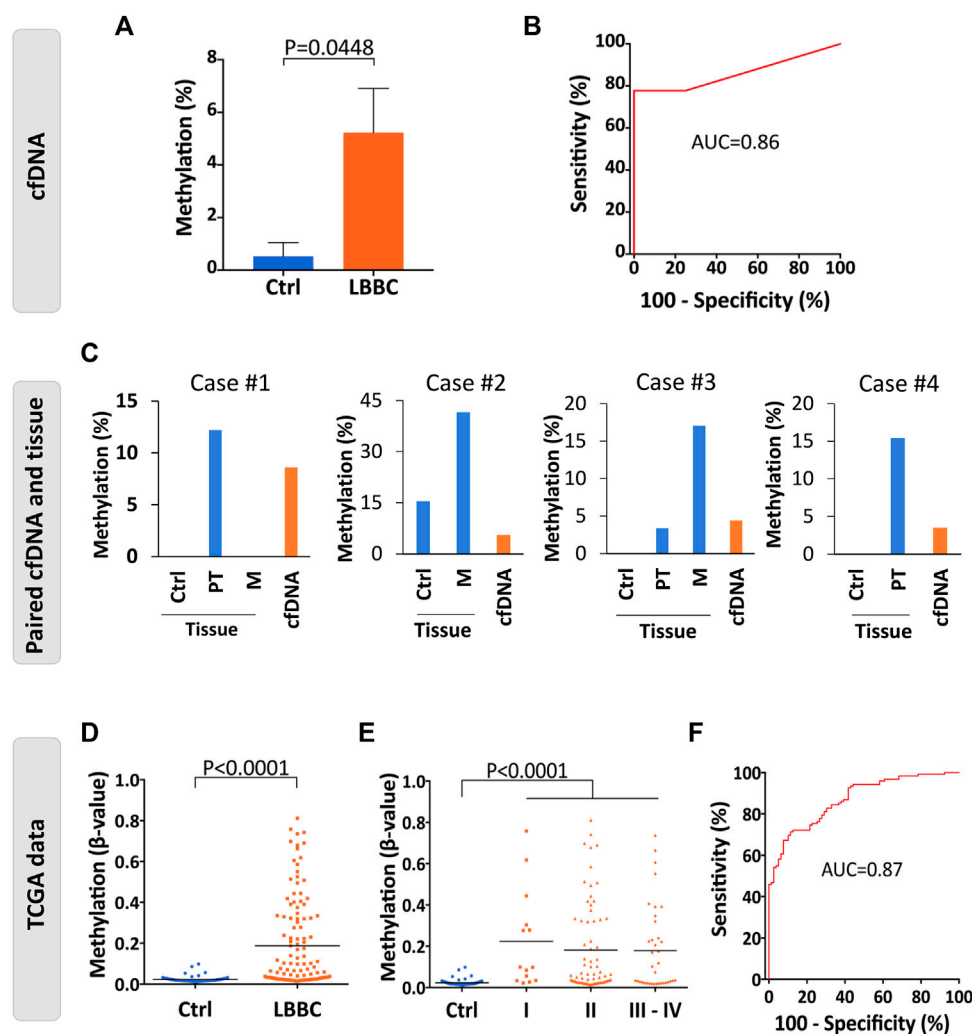 A
cfDNA
Methylation (%)
P=0.0448
8
6
4
2
0
Ctrl LBBC
B
Sensitivity (%)
100
80
60
40
20
0
AUC=0.86
0 20 40 60 80 100
100 - Specificity (%)
C
Paired cfDNA and tissue
Case #1
Methylation (%)
15
10
5
0
Ctrl PT M cfDNA
Tissue
Case #2
Methylation (%)
45
30
15
0
Ctrl M cfDNA
Tissue
Case #3
Methylation (%)
20
15
10
5
0
Ctrl PT M cfDNA
Tissue
Case #4
Methylation (%)
20
15
10
5
0
Ctrl PT cfDNA
Tissue
D
TCGA data
Methylation (β-value)
P<0.0001
1.0
0.8
0.6
0.4
0.2
0.0
Ctrl LBBC
E
Methylation (β-value)
P<0.0001
1.0
0.8
0.6
0.4
0.2
0.0
Ctrl I II III - IV
F
Sensitivity (%)
100
80
60
40
20
0
AUC=0.87
0 20 40 60 80 100
100 - Specificity (%)